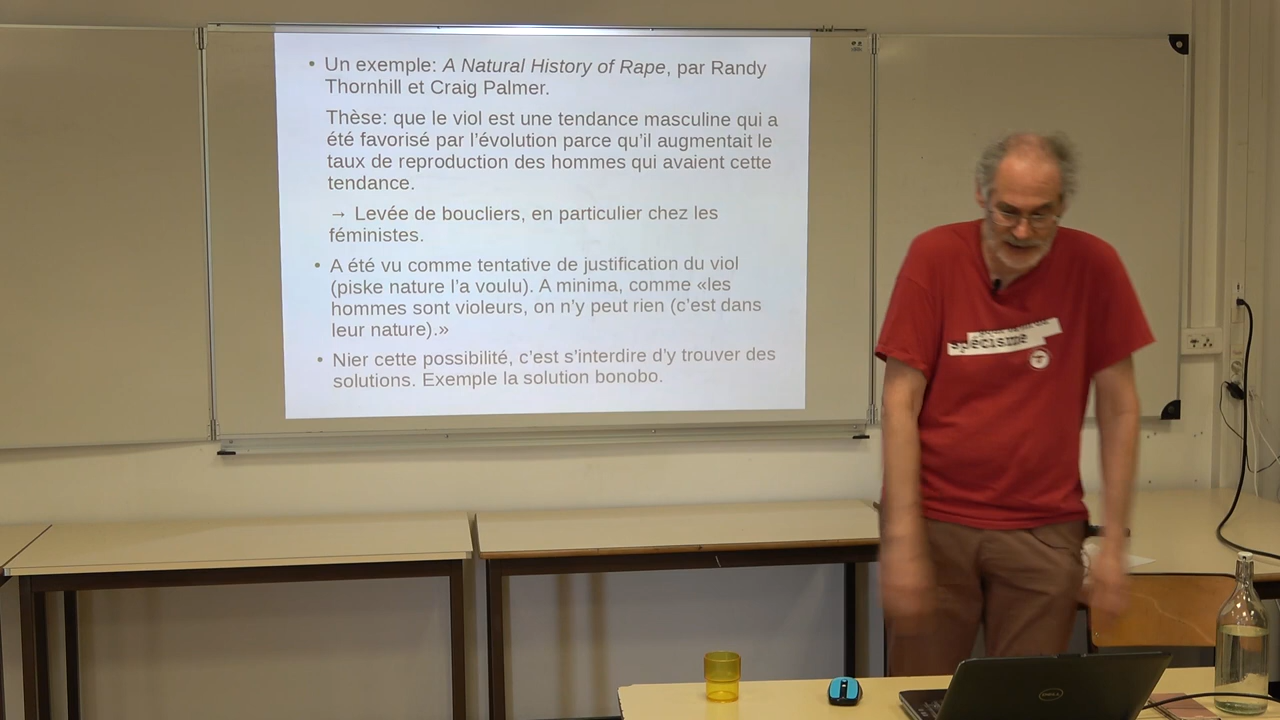 • Un exemple: A Natural History of Rape, par Randy
Thornhill et Craig Palmer.
Thèse: que le viol est une tendance masculine qui a
été favorisé par l'évolution parce qu'il augmentait le
taux de reproduction des hommes qui avaient cette
tendance.
→ Levée de boucliers, en particulier chez les
féministes.
• A été vu comme tentative de justification du viol
(piske nature l'a voulu). A minima, comme «les
hommes sont violeurs, on n'y peut rien (c'est dans
leur nature).»
• Nier cette possibilité, c'est s'interdire d'y trouver des
solutions. Exemple la solution bonobo.
spécisme
DELL